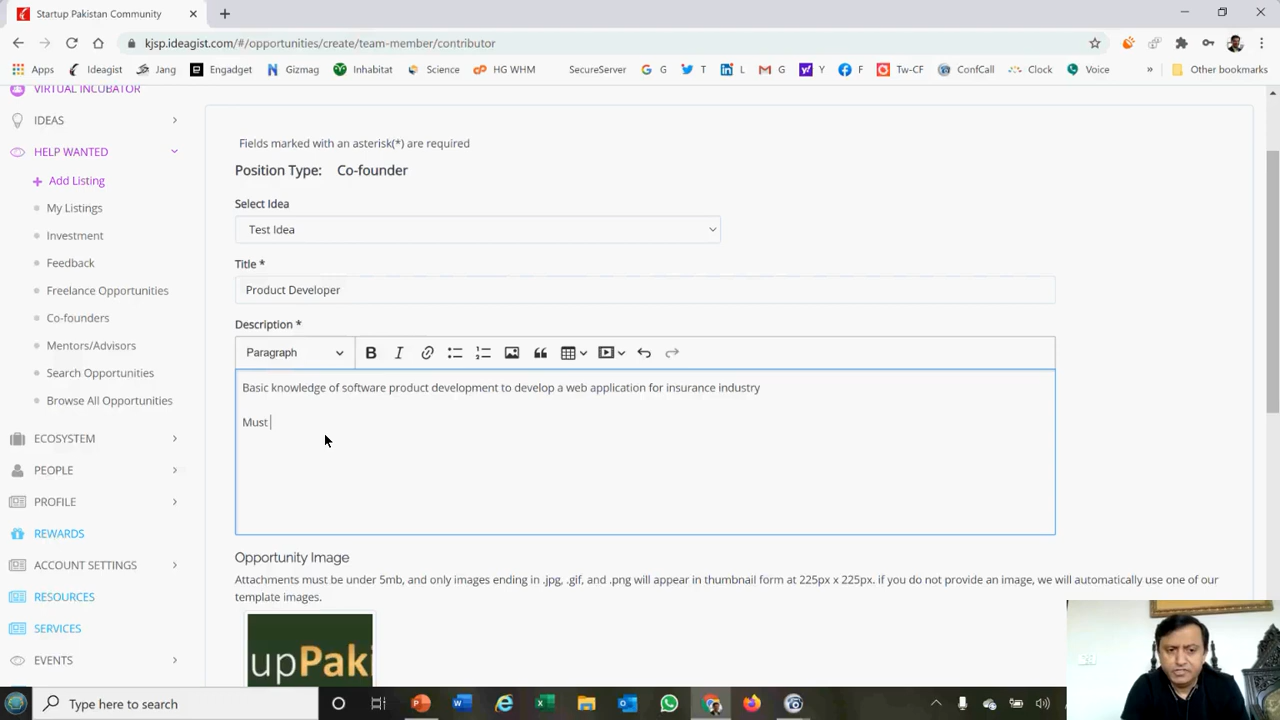 Startup Pakistan Community
kjsp.ideagist.com/#/opportunities/create/team-member/contributor
Apps Ideagist Jang Engadget Gizmag Inhabitat Science HG WHM SecureServer G T L G Y F Tw-CF ConfCall Clock Voice » Other bookmarks
VIRTUAL INCUBATOR
IDEAS
HELP WANTED
Add Listing
My Listings
Investment
Feedback
Freelance Opportunities
Co-founders
Mentors/Advisors
Search Opportunities
Browse All Opportunities
ECOSYSTEM
PEOPLE
PROFILE
REWARDS
ACCOUNT SETTINGS
RESOURCES
SERVICES
EVENTS
Fields marked with an asterisk(*) are required
Position Type: Co-founder
Select Idea
Test Idea
Title *
Product Developer
Description *
Paragraph
Basic knowledge of software product development to develop a web application for insurance industry
Must
Opportunity Image
Attachments must be under 5mb, and only images ending in .jpg, .gif, and .png will appear in thumbnail form at 225px x 225px. if you do not provide an image, we will automatically use one of our
template images.
upPaki
Type here to search